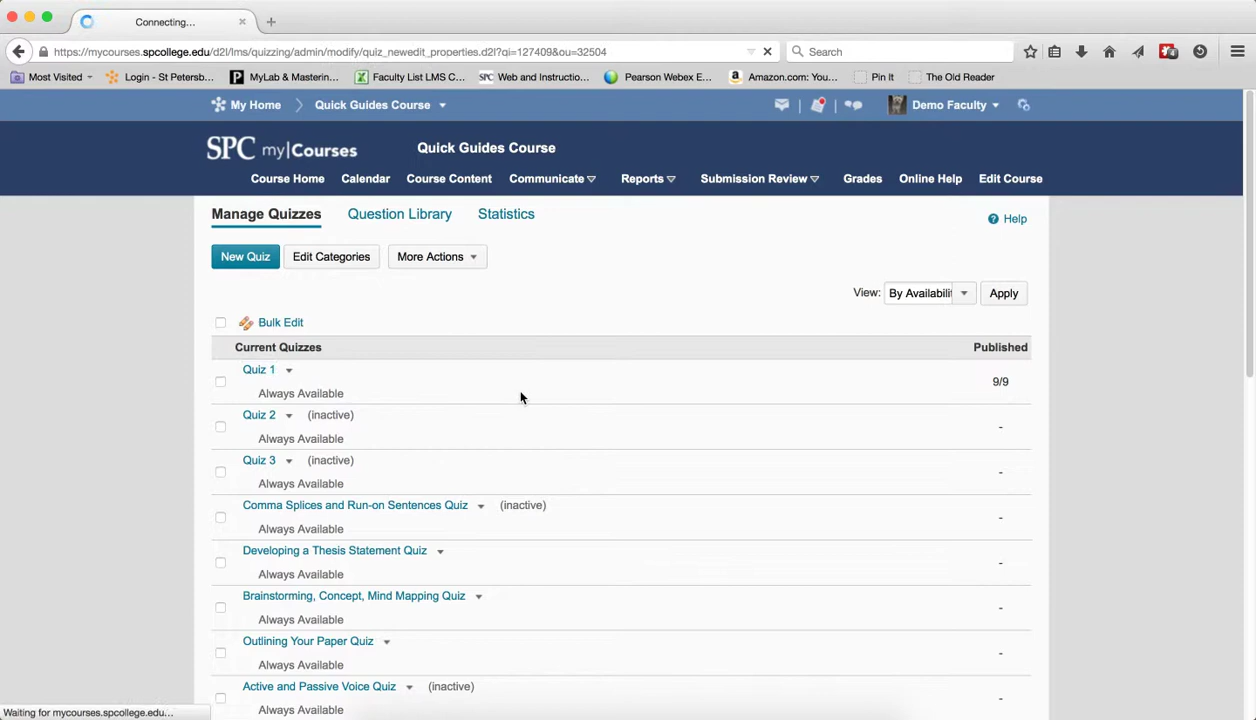 Connecting...
https://mycourses.spcollege.edu/d2l/lms/quizzing/admin/modify/quiz_newedit_properties.d2l?qi=127409&ou=32504
Search
Most Visited
Login - St Petersb...
MyLab & Mastering...
Faculty List LMS C...
SPC Web and Instructio...
Pearson Webex E...
Amazon.com: You...
Pin It
The Old Reader
My Home
Quick Guides Course
Demo Faculty
SPC my|Courses
Quick Guides Course
Course Home
Calendar
Course Content
Communicate
Reports
Submission Review
Grades
Online Help
Edit Course
Manage Quizzes
Question Library
Statistics
Help
New Quiz
Edit Categories
More Actions
View: By Availabilit
Apply
Bulk Edit
Current Quizzes Published
Quiz 1
9/9
Always Available
Quiz 2 (inactive)
-
Always Available
Quiz 3 (inactive)
-
Always Available
Comma Splices and Run-on Sentences Quiz (inactive)
-
Always Available
Developing a Thesis Statement Quiz
-
Always Available
Brainstorming, Concept, Mind Mapping Quiz
-
Always Available
Outlining Your Paper Quiz
-
Always Available
Active and Passive Voice Quiz (inactive)
-
Always Available
Waiting for mycourses.spcollege.edu...